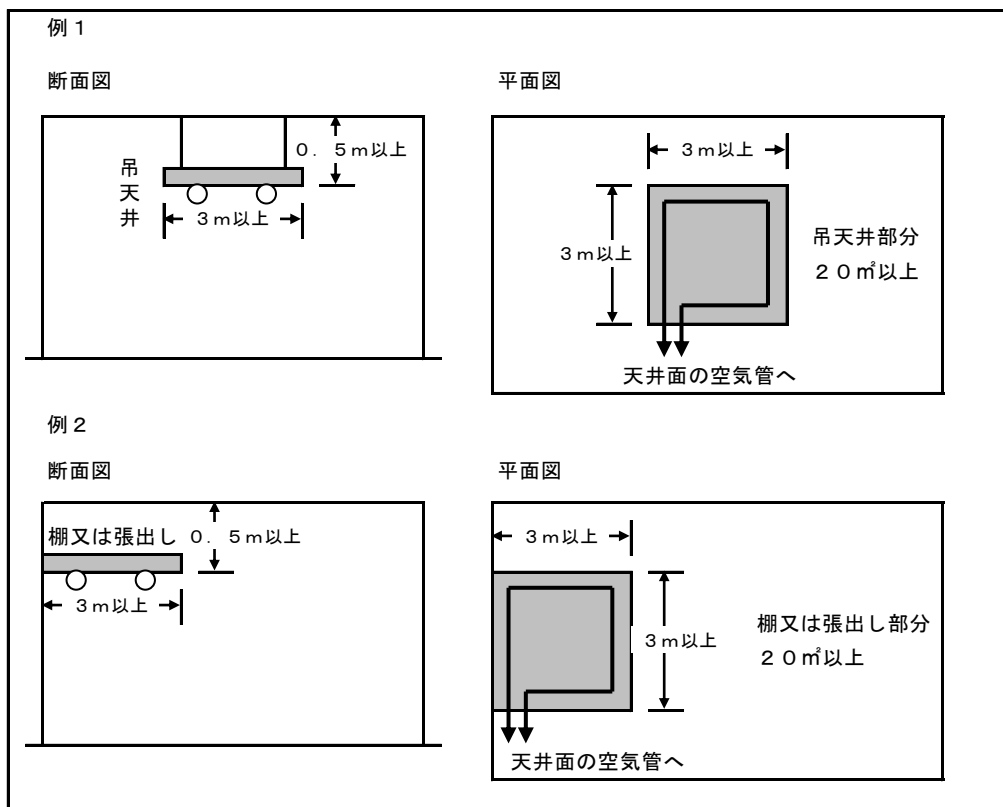 例１
断面図
平面図
０．５ｍ以上
吊天井
３ｍ以上
３ｍ以上
３ｍ以上
吊天井部分
２０㎡以上
天井面の空気管へ
例２
断面図
平面図
棚又は張出し ０．５ｍ以上
３ｍ以上
３ｍ以上
３ｍ以上
棚又は張出し部分
２０㎡以上
天井面の空気管へ